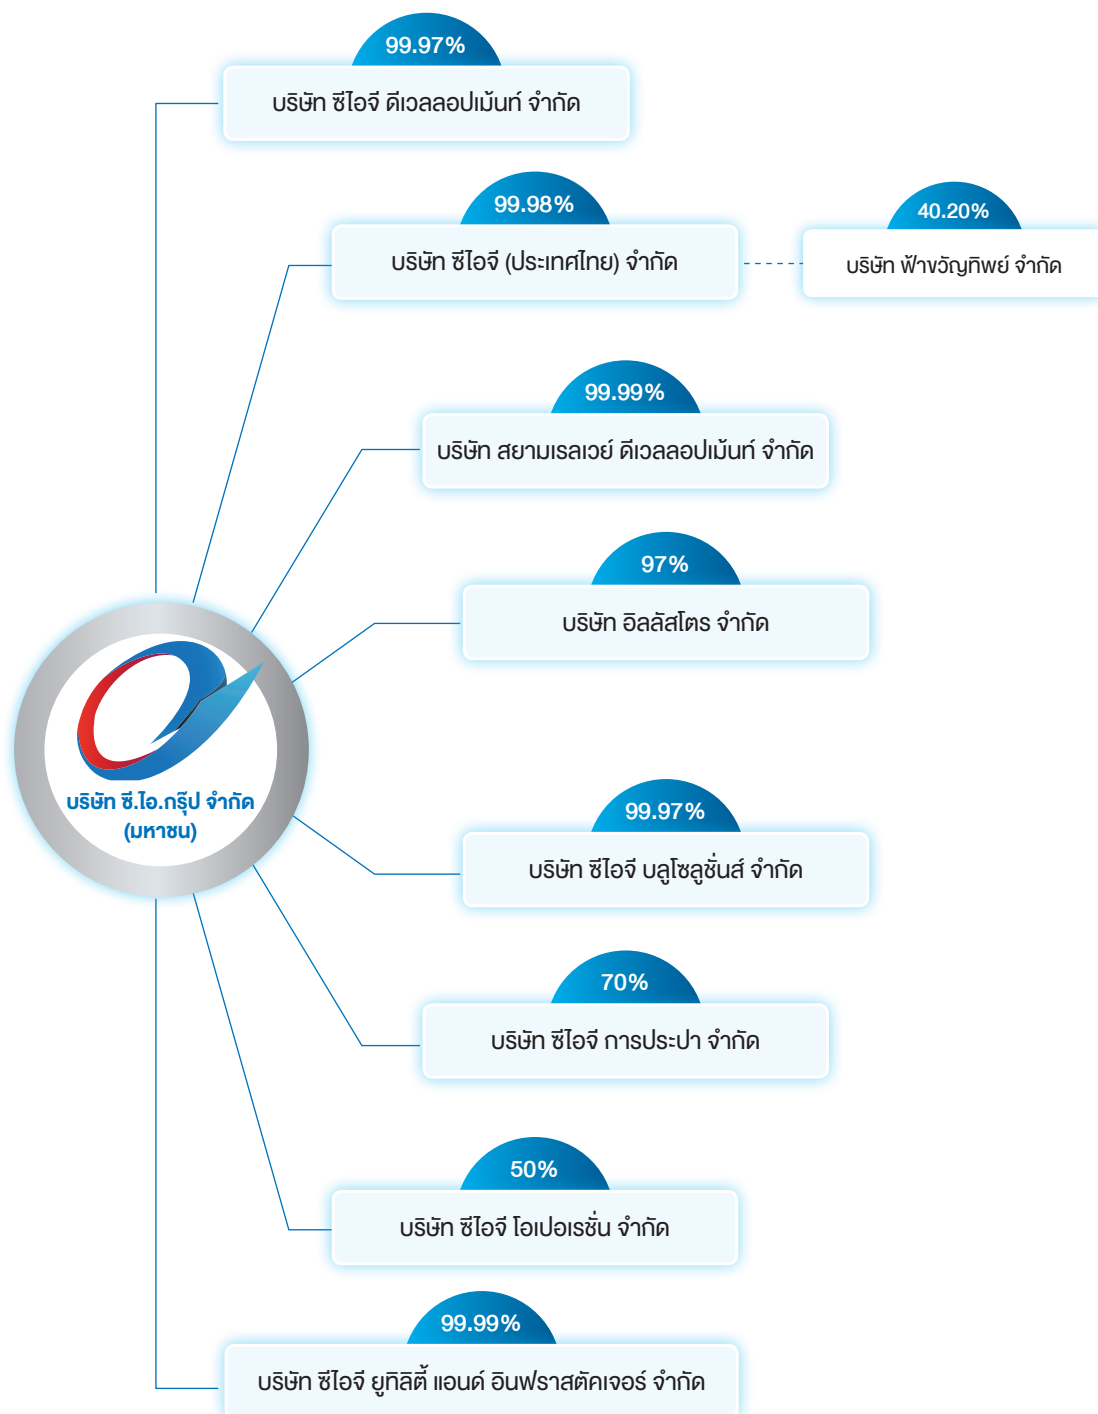 99.97%
บริษัท ซีไอจี ดีเวลลอปเม้นท์ จำกัด
99.98%
บริษัท ซีไอจี (ประเทศไทย) จำกัด
40.20%
บริษัท ฟ้าขวัญทิพย์ จำกัด
99.99%
บริษัท สยามเรลเวย์ ดีเวลลอปเม้นท์ จำกัด
97%
บริษัท อิลลัสโตร จำกัด
บริษัท ซี.ไอ.กรุ๊ป จำกัด
(มหาชน)
99.97%
บริษัท ซีไอจี บลูโซลูชั่นส์ จำกัด
70%
บริษัท ซีไอจี การประปา จำกัด
50%
บริษัท ซีไอจี โอเปอเรชั่น จำกัด
99.99%
บริษัท ซีไอจี ยูทิลิตี้ แอนด์ อินฟราสตัคเจอร์ จำกัด